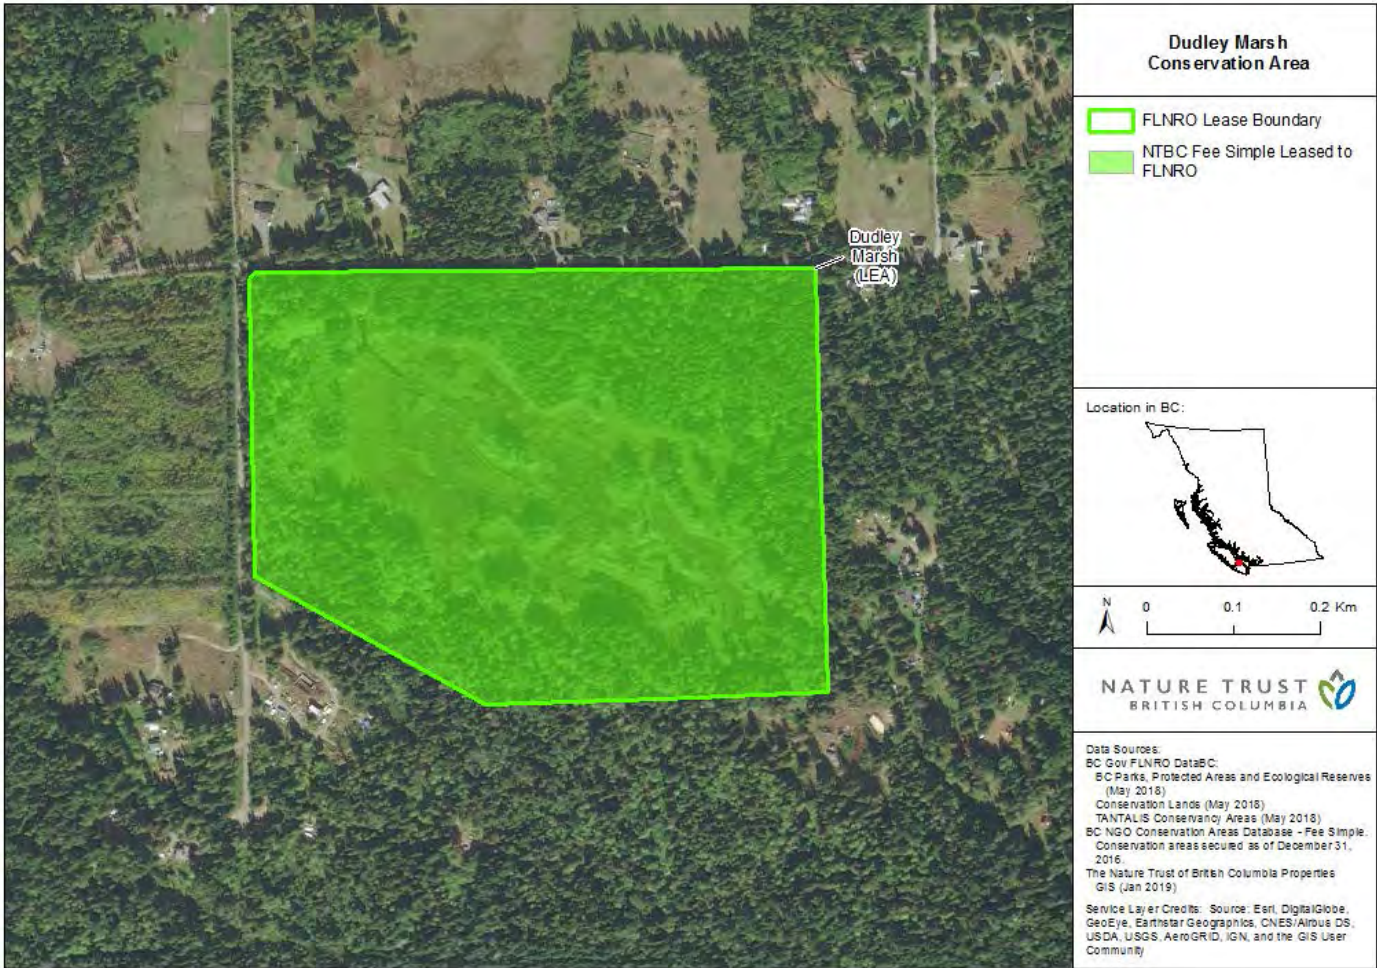 Dudley Marsh
Conservation Area
FLNRO Lease Boundary
NTBC Fee Simple Leased to
FLNRO
Dudley
Marsh
(LEA)
Location in BC:
N
0 0.1 0.2 Km
NATURE TRUST
BRITISH COLUMBIA
Data Sources:
BC Gov FLNRO DataBC:
BC Parks, Protected Areas and Ecological Reserves
(May 2018)
Conservation Lands (May 2018)
TANTALIS Conservancy Areas (May 2018)
BC NGO Conservation Areas Database - Fee Simple.
Conservation areas secured as of December 31,
2016.
The Nature Trust of British Columbia Properties
GIS (Jan 2019)
Service Layer Credits: Source: Esri, DigitalGlobe,
GeoEye, Earthstar Geographics, CNES/Airbus DS,
USDA, USGS, AeroGRID, IGN, and the GIS User
Community